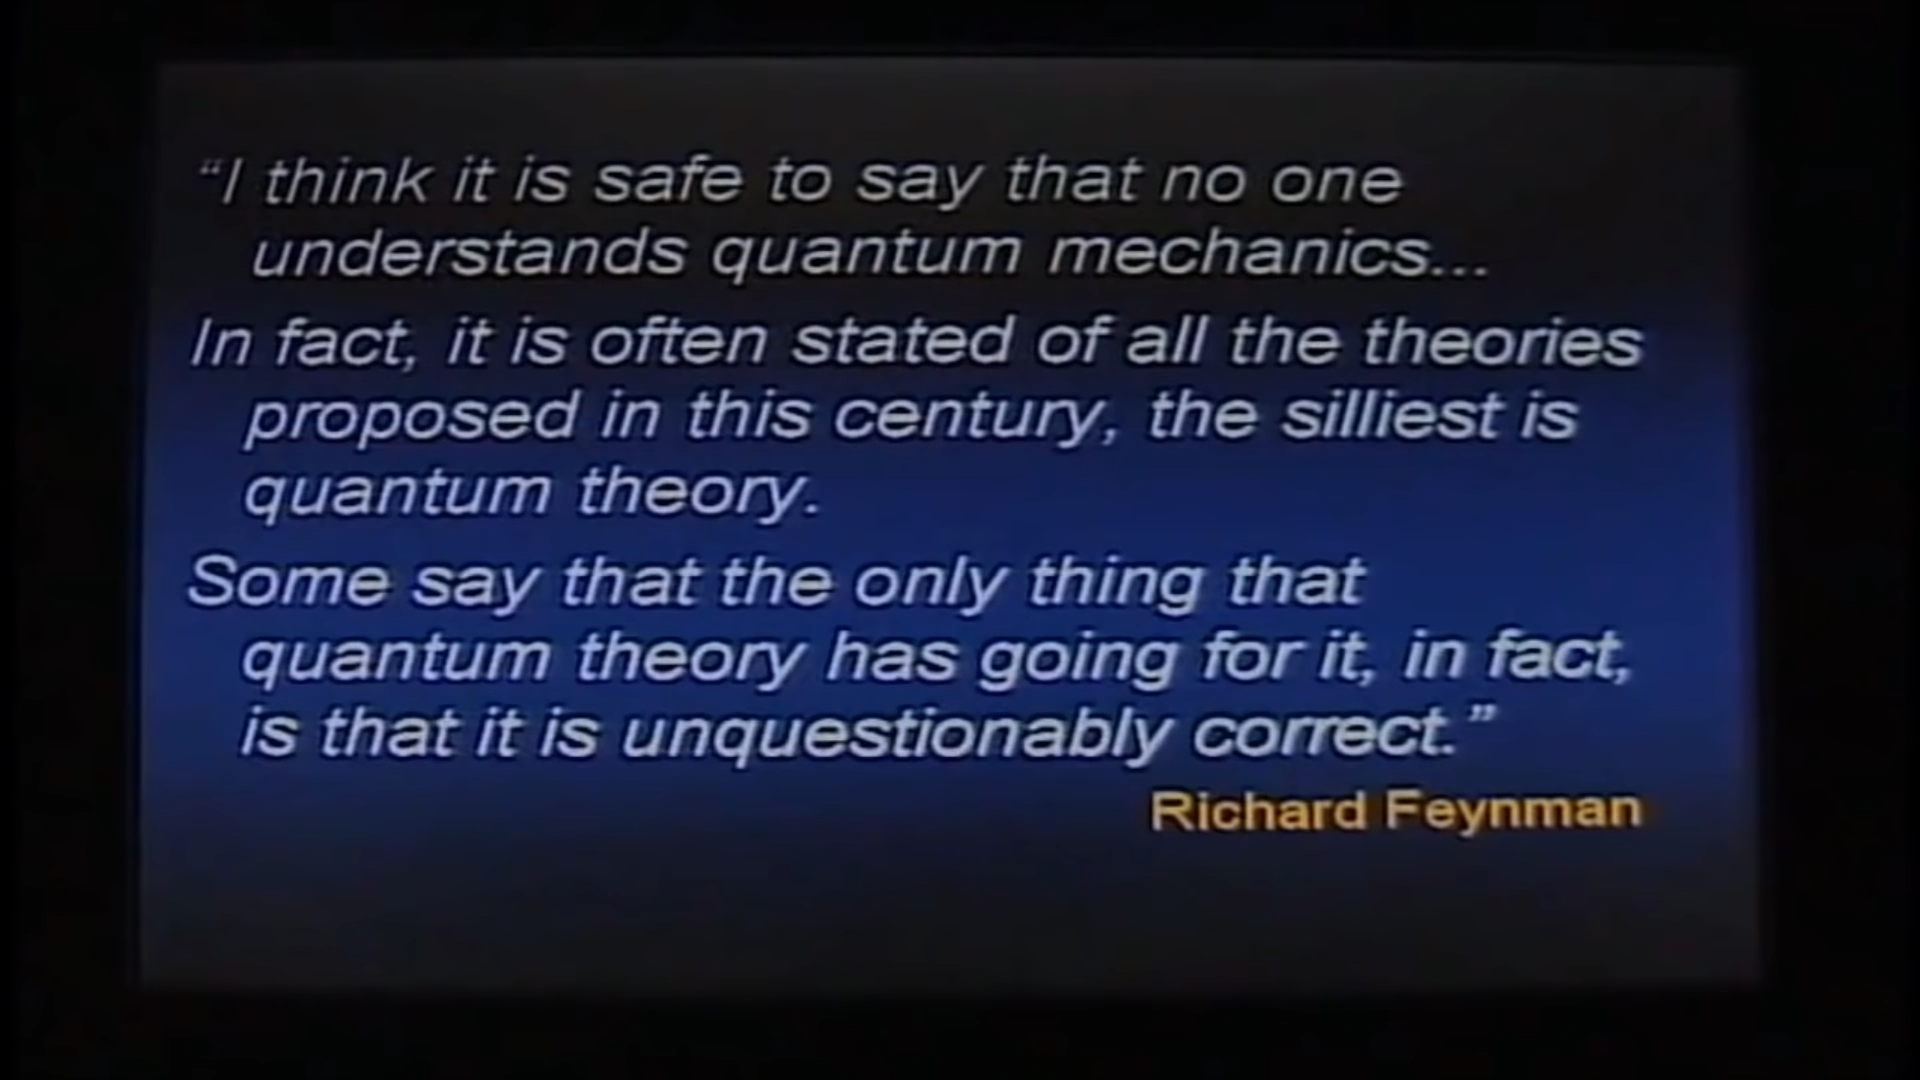 “I think it is safe to say that no one
understands quantum mechanics...
In fact, it is often stated of all the theories
proposed in this century, the silliest is
quantum theory.
Some say that the only thing that
quantum theory has going for it, in fact,
is that it is unquestionably correct.”
Richard Feynman